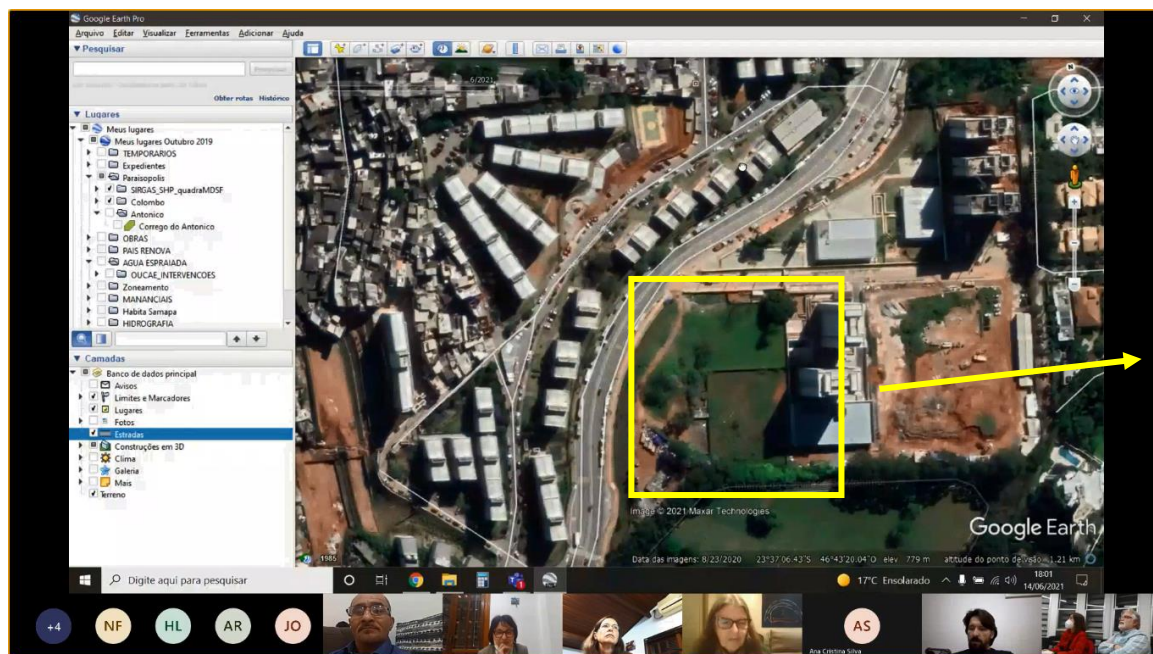 Google Earth Pro
Arquivo Editar Visualizar Ferramentas Adicionar Ajuda
▼ Pesquisar
Pesquisar
Obter rotas Histórico
▼ Lugares
Meus lugares
Meus lugares Outubro 2019
TEMPORARIOS
Expedientes
Paraisopolis
SIRGAS_SHP_quadraMDSF
Colombo
Antonico
Corrego do Antonico
OBRAS
PAIS RENOVA
AGUA ESPRAIADA
OUCAE_INTERVENCOES
Zoneamento
MANANCIAIS
Habita Sampa
HIDROGRAFIA
▼ Camadas
Banco de dados principal
Avisos
Limites e Marcadores
Lugares
Fotos
Estradas
Construções em 3D
Clima
Galeria
Mais
Terreno
6/2021
N
Image © 2021 Maxar Technologies
Google Earth
1985
Data das imagens: 8/23/2020 23°37'06.43"S 46°43'20.04"O elev 779 m altitude do ponto de visão 1.21 km
Digite aqui para pesquisar
17°C Ensolarado
18:01
14/06/2021
+4
NF
HL
AR
JO
AS
Ana Cristina Silva